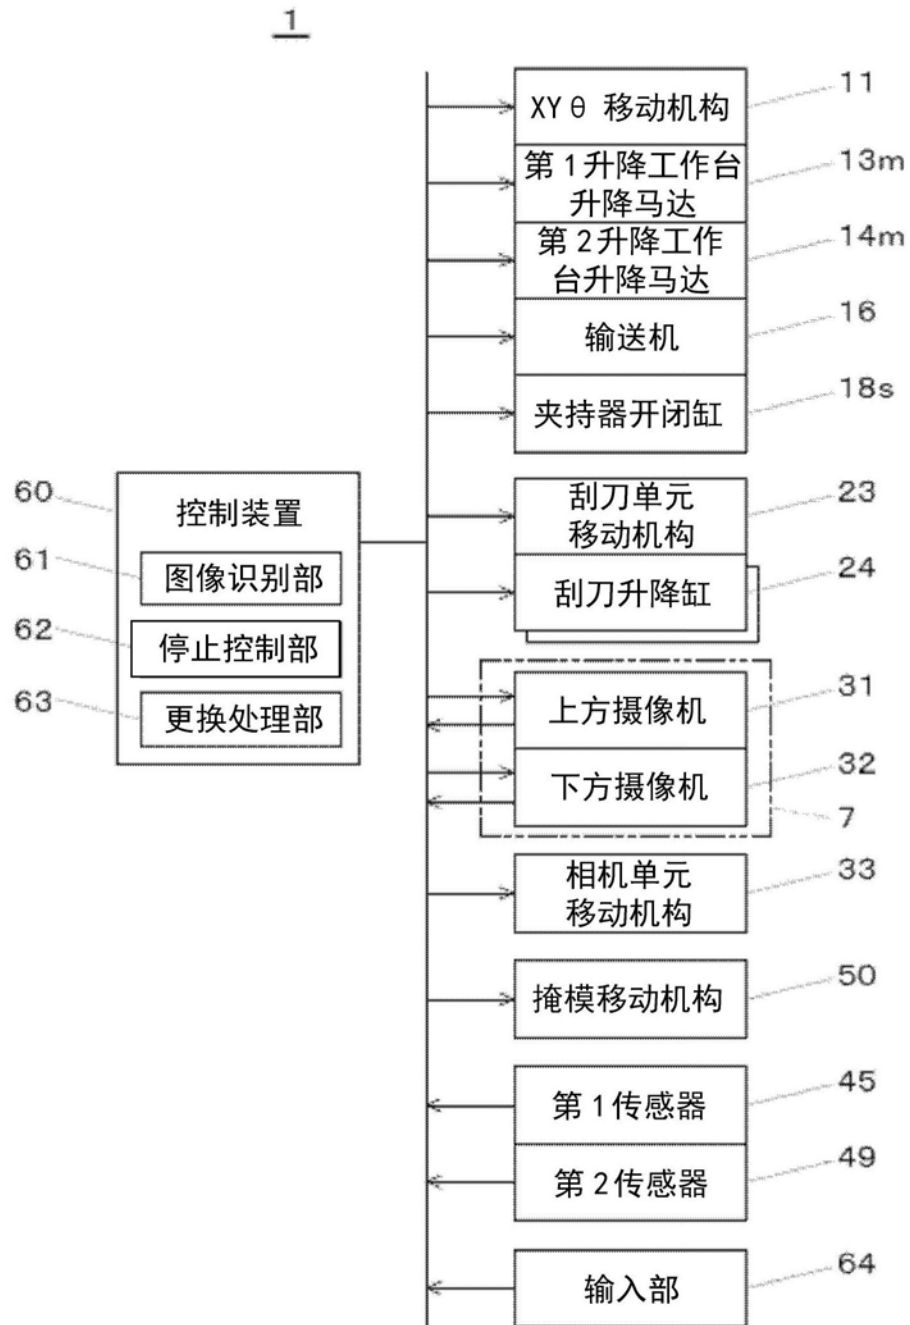 1
XYθ 移动机构
11
第1升降工作台
升降马达
13m
第2升降工作
台升降马达
14m
输送机
16
夹持器开闭缸
18s
60
控制装置
61
图像识别部
62
停止控制部
63
更换处理部
刮刀单元
移动机构
23
刮刀升降缸
24
上方摄像机
31
下方摄像机
32
7
相机单元
移动机构
33
掩模移动机构
50
第1传感器
45
第2传感器
49
输入部
64